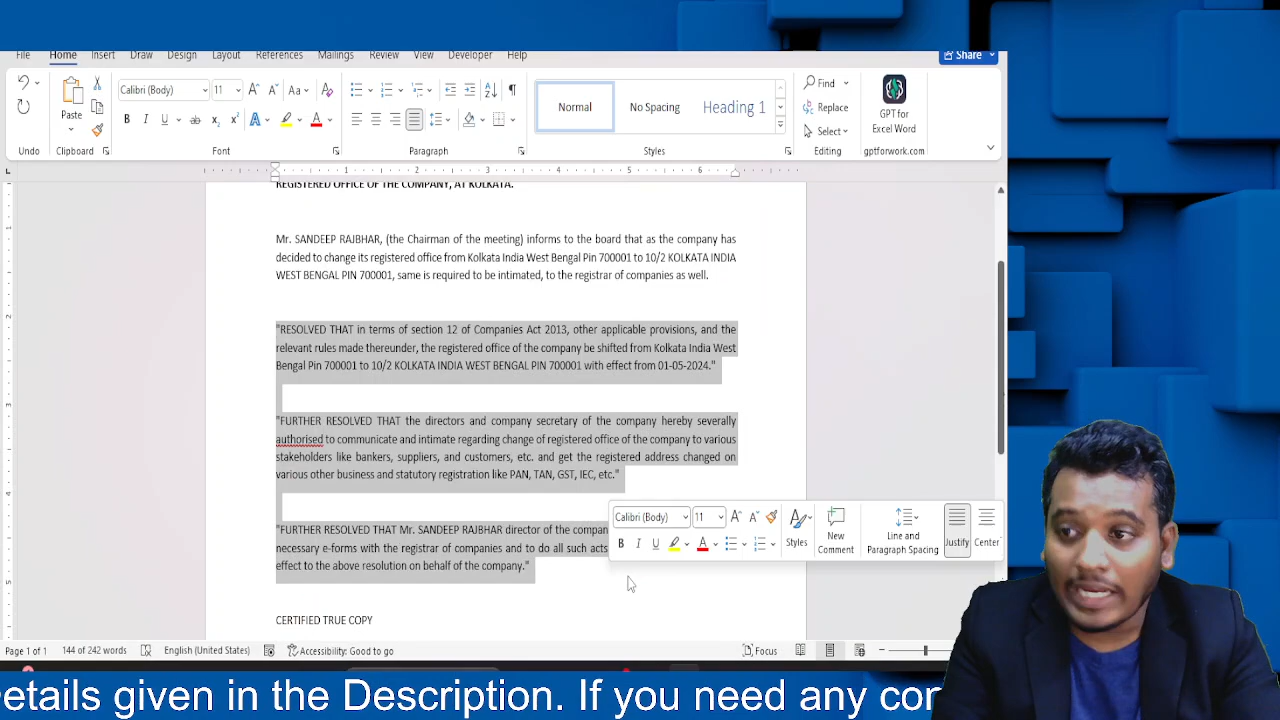 File Home Insert Draw Design Layout References Mailings Review View Developer Help Share
Calibri (Body) 11 Aa Find
Paste Normal No Spacing Heading 1 Replace GPT for
B I U ab x₂ x² A A Select Excel Word
Undo Clipboard Font Paragraph Styles Editing gptforwork.com
1 2 3 4 5 6
REGISTERED OFFICE OF THE COMPANY, AT KOLKATA.
Mr. SANDEEP RAJBHAR, (the Chairman of the meeting) informs to the board that as the company has
decided to change its registered office from Kolkata India West Bengal Pin 700001 to 10/2 KOLKATA INDIA
WEST BENGAL PIN 700001, same is required to be intimated, to the registrar of companies as well.
"RESOLVED THAT in terms of section 12 of Companies Act 2013, other applicable provisions, and the
relevant rules made thereunder, the registered office of the company be shifted from Kolkata India West
Bengal Pin 700001 to 10/2 KOLKATA INDIA WEST BENGAL PIN 700001 with effect from 01-05-2024."
"FURTHER RESOLVED THAT the directors and company secretary of the company hereby severally
authorised to communicate and intimate regarding change of registered office of the company to various
stakeholders like bankers, suppliers, and customers, etc. and get the registered address changed on
various other business and statutory registration like PAN, TAN, GST, IEC, etc."
"FURTHER RESOLVED THAT Mr. SANDEEP RAJBHAR director of the compan
necessary e-forms with the registrar of companies and to do all such acts
effect to the above resolution on behalf of the company."
Calibri (Body) 11
B I U A Styles New Comment Line and Paragraph Spacing Justify Center
CERTIFIED TRUE COPY
Page 1 of 1 144 of 242 words English (United States) Accessibility: Good to go Focus
etails given in the Description. If you need any con